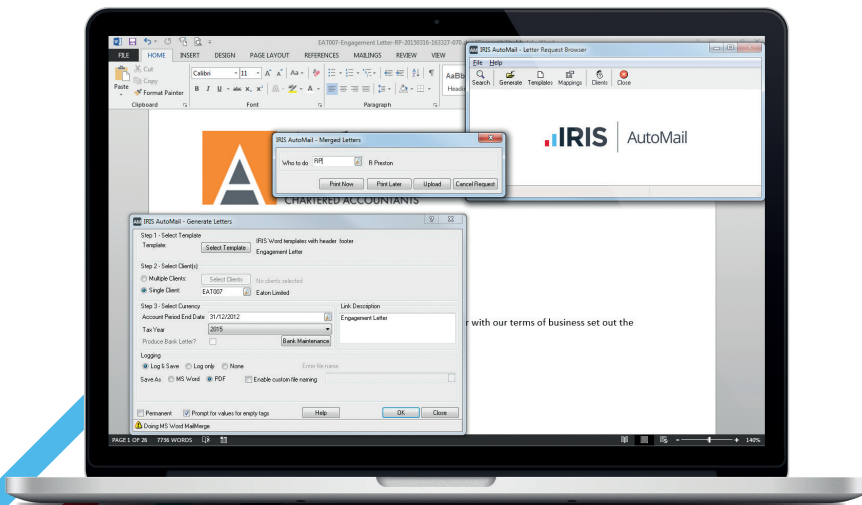 EAT007-Engagement Letter-RP-20150316-163327-070
FILE HOME INSERT DESIGN PAGE LAYOUT REFERENCES MAILINGS REVIEW VIEW
Cut
Copy
Format Painter
Paste
Calibri 11
AaBb
Headi
Clipboard Font Paragraph
IRIS AutoMail - Letter Request Browser
File Help
Search Generate Templates Mappings Clients Close
IRIS AutoMail
IRIS AutoMail - Merged Letters
Who to do RP R Preston
Print Now Print Later Upload Cancel Request
CHARTERED ACCOUNTANTS
IRIS AutoMail - Generate Letters
Step 1 - Select Template
Template: Select Template IRIS Word templates with header footer
Engagement Letter
Step 2 - Select Client(s)
Multiple Clients: Select Clients No clients selected
Single Client: EAT007 Eaton Limited
Step 3 - Select Currency Link Description
Account Period End Date 31/12/2012 Engagement Letter
Tax Year 2015
Produce Bank Letter? Bank Maintenance
Logging
Log & Save Log only None Enter file name
Save As MS Word PDF Enable custom file naming
Permanent Prompt for values for empty tags Help OK Close
Doing MS Word MailMerge
r with our terms of business set out the
PAGE 1 OF 26 7736 WORDS 140%